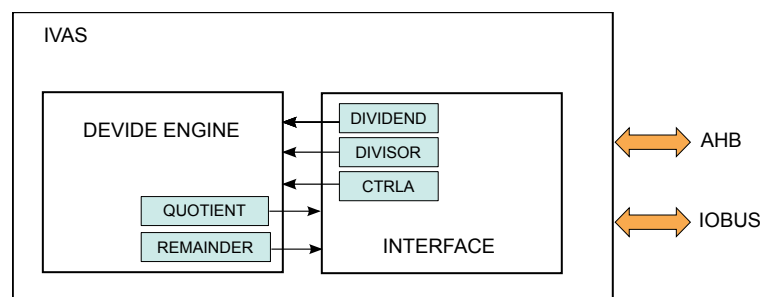 IVAS
DEVIDE ENGINE
DIVIDEND
DIVISOR
CTRLA
QUOTIENT
REMAINDER
INTERFACE
AHB
IOBUS